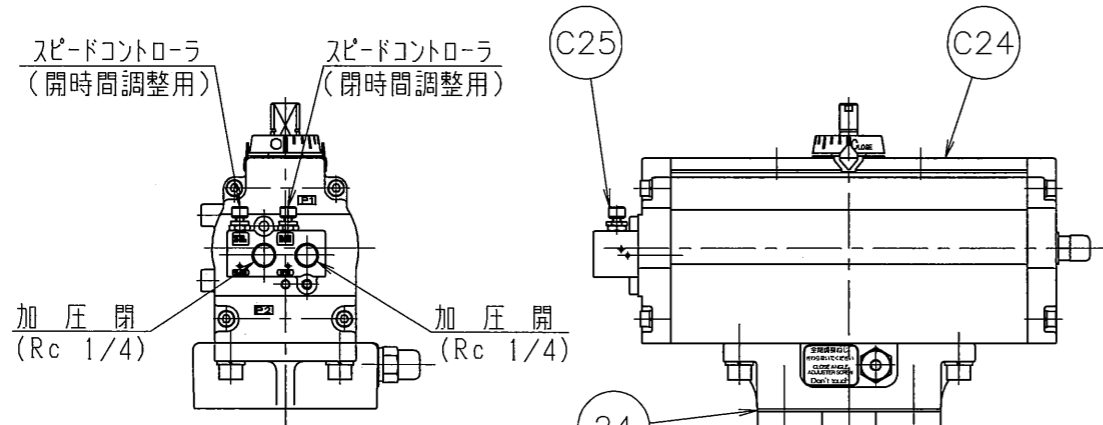 スピードコントローラ
(開時間調整用)
スピードコントローラ
(閉時間調整用)
C25
C24
P1
P2
加圧閉
(Rc 1/4)
加圧開
(Rc 1/4)
CLOSE ANGLE
ADJUSTER SCREW
Don't touch